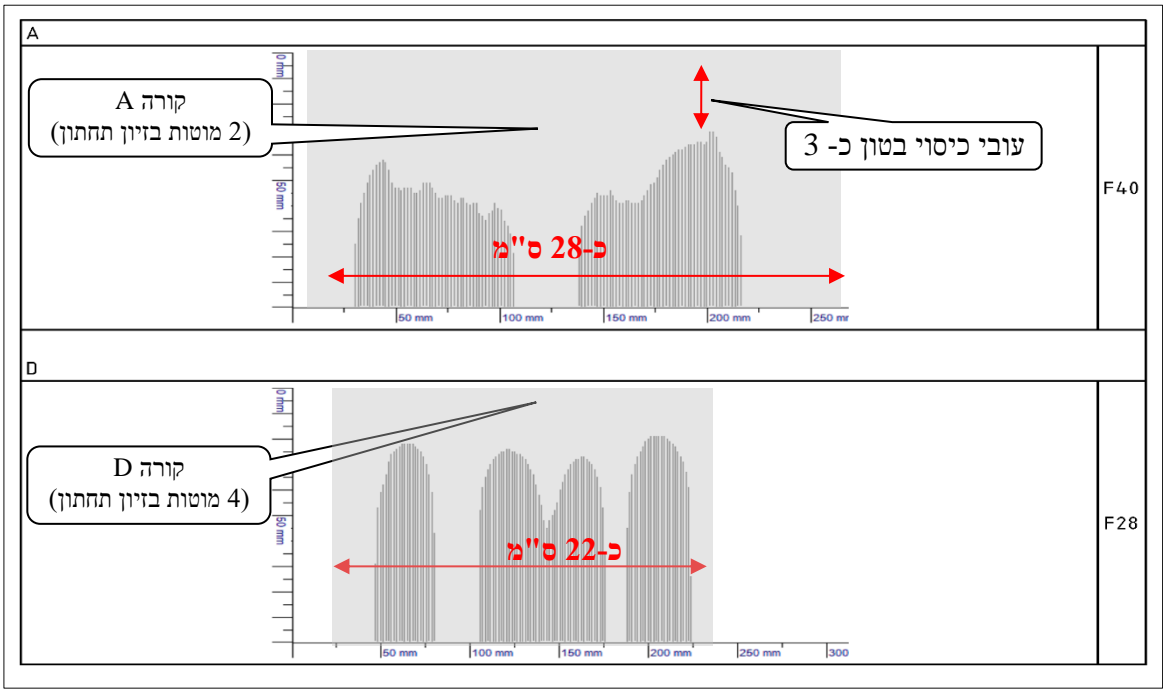 A
0 mm
50 mm
קורה A
(2 מוטות בזיון תחתון)
עובי כיסוי בטון כ- 3
כ-28 ס"מ
50 mm
100 mm
150 mm
200 mm
250 mr
F40
D
0 mm
50 mm
קורה D
(4 מוטות בזיון תחתון)
כ-22 ס"מ
50 mm
100 mm
150 mm
200 mm
250 mm
300
F28